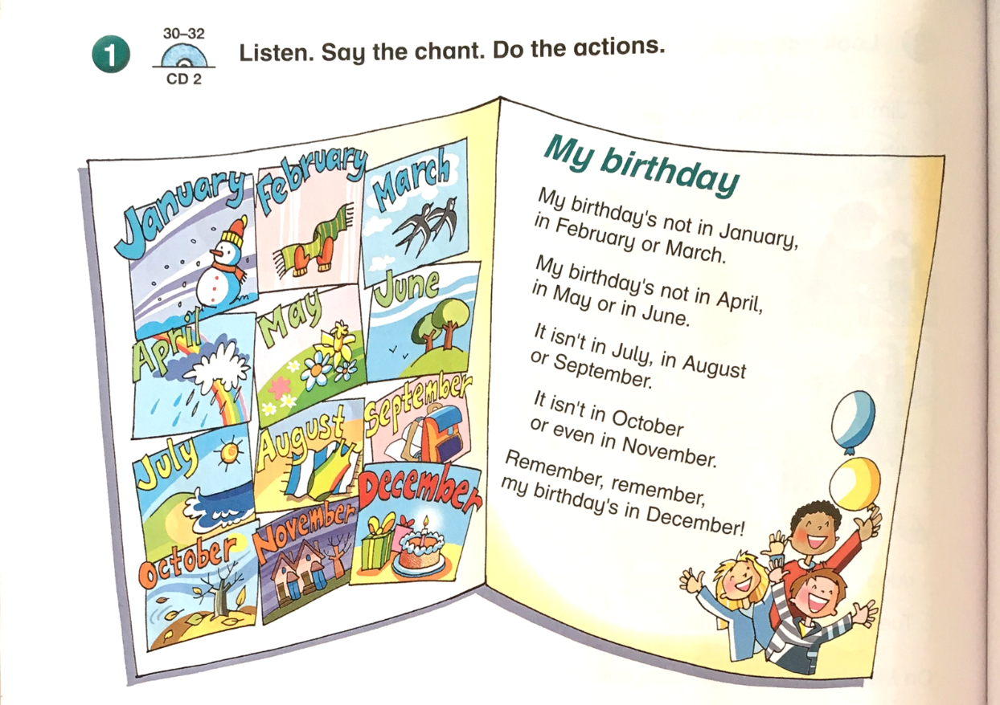 1
30–32
CD 2
Listen. Say the chant. Do the actions.
January
February
March
April
May
June
July
August
September
October
November
December
My birthday
My birthday's not in January,
in February or March.
My birthday's not in April,
in May or in June.
It isn't in July, in August
or September.
It isn't in October
or even in November.
Remember, remember,
my birthday's in December!